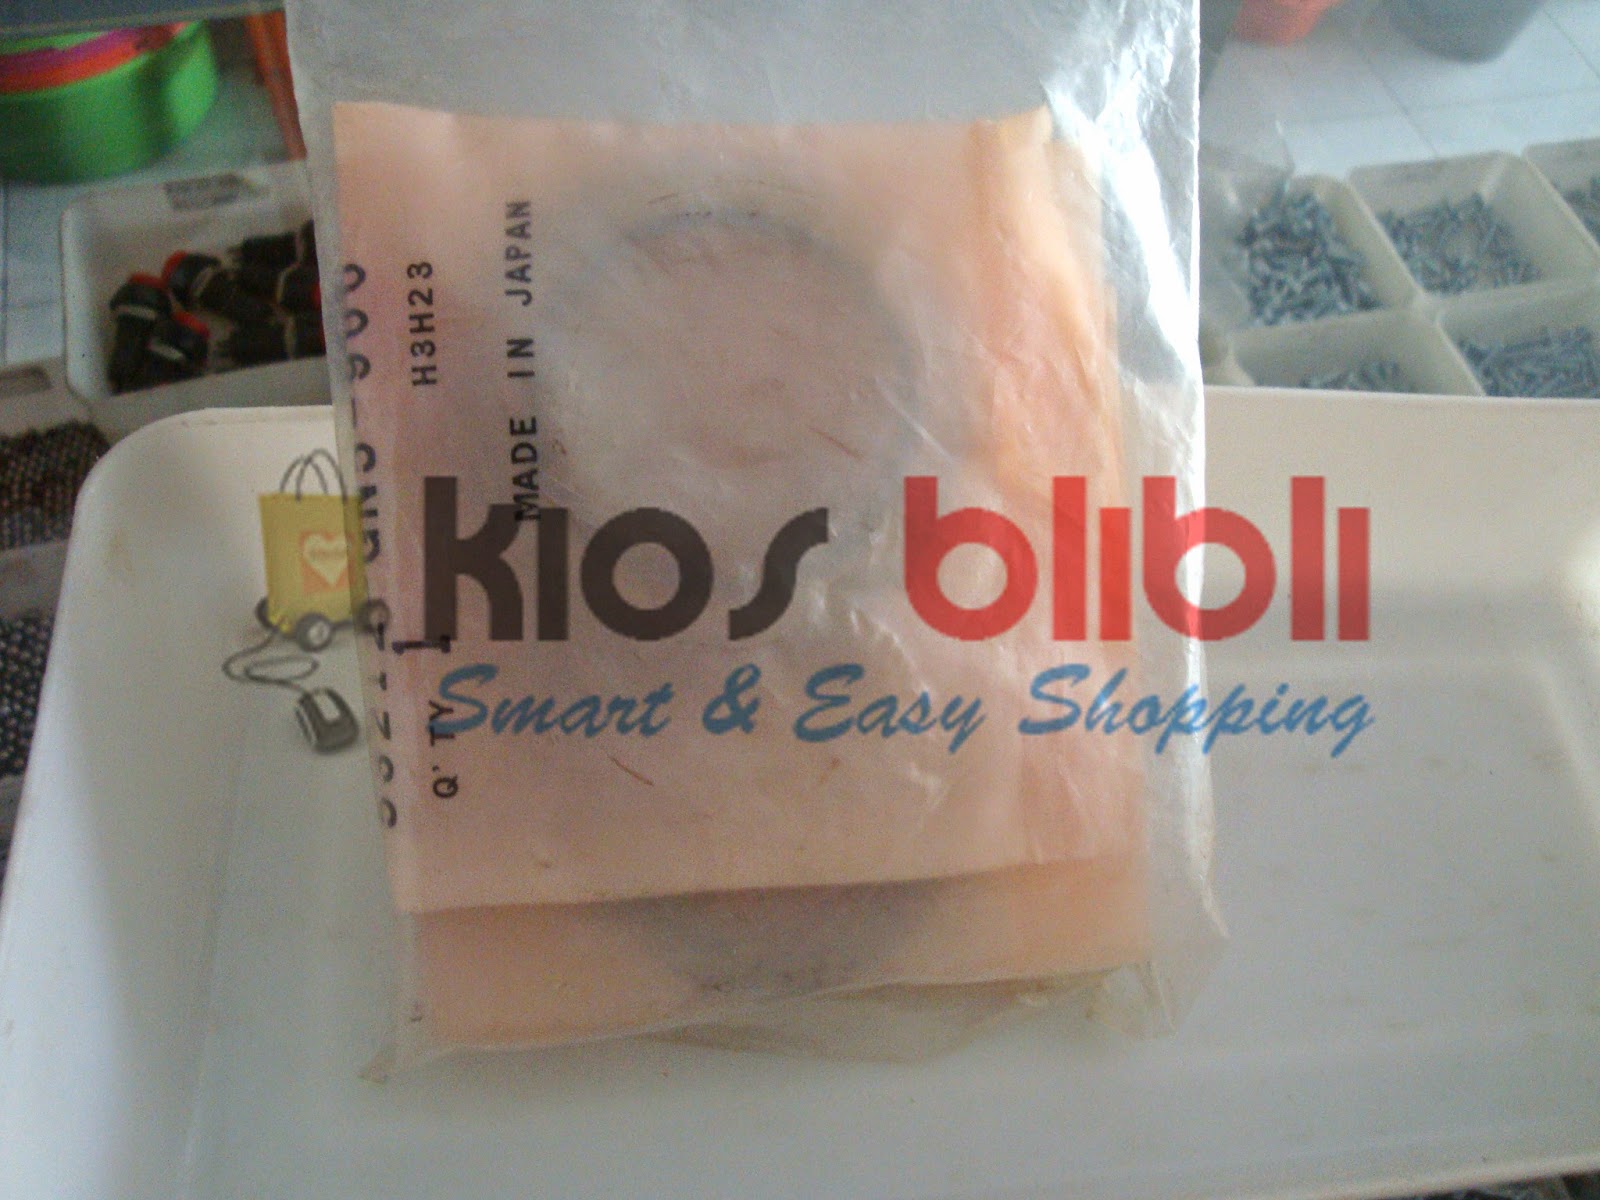 Q'TY 1 H3H23
MADE IN JAPAN
kios blibli
Smart & Easy Shopping